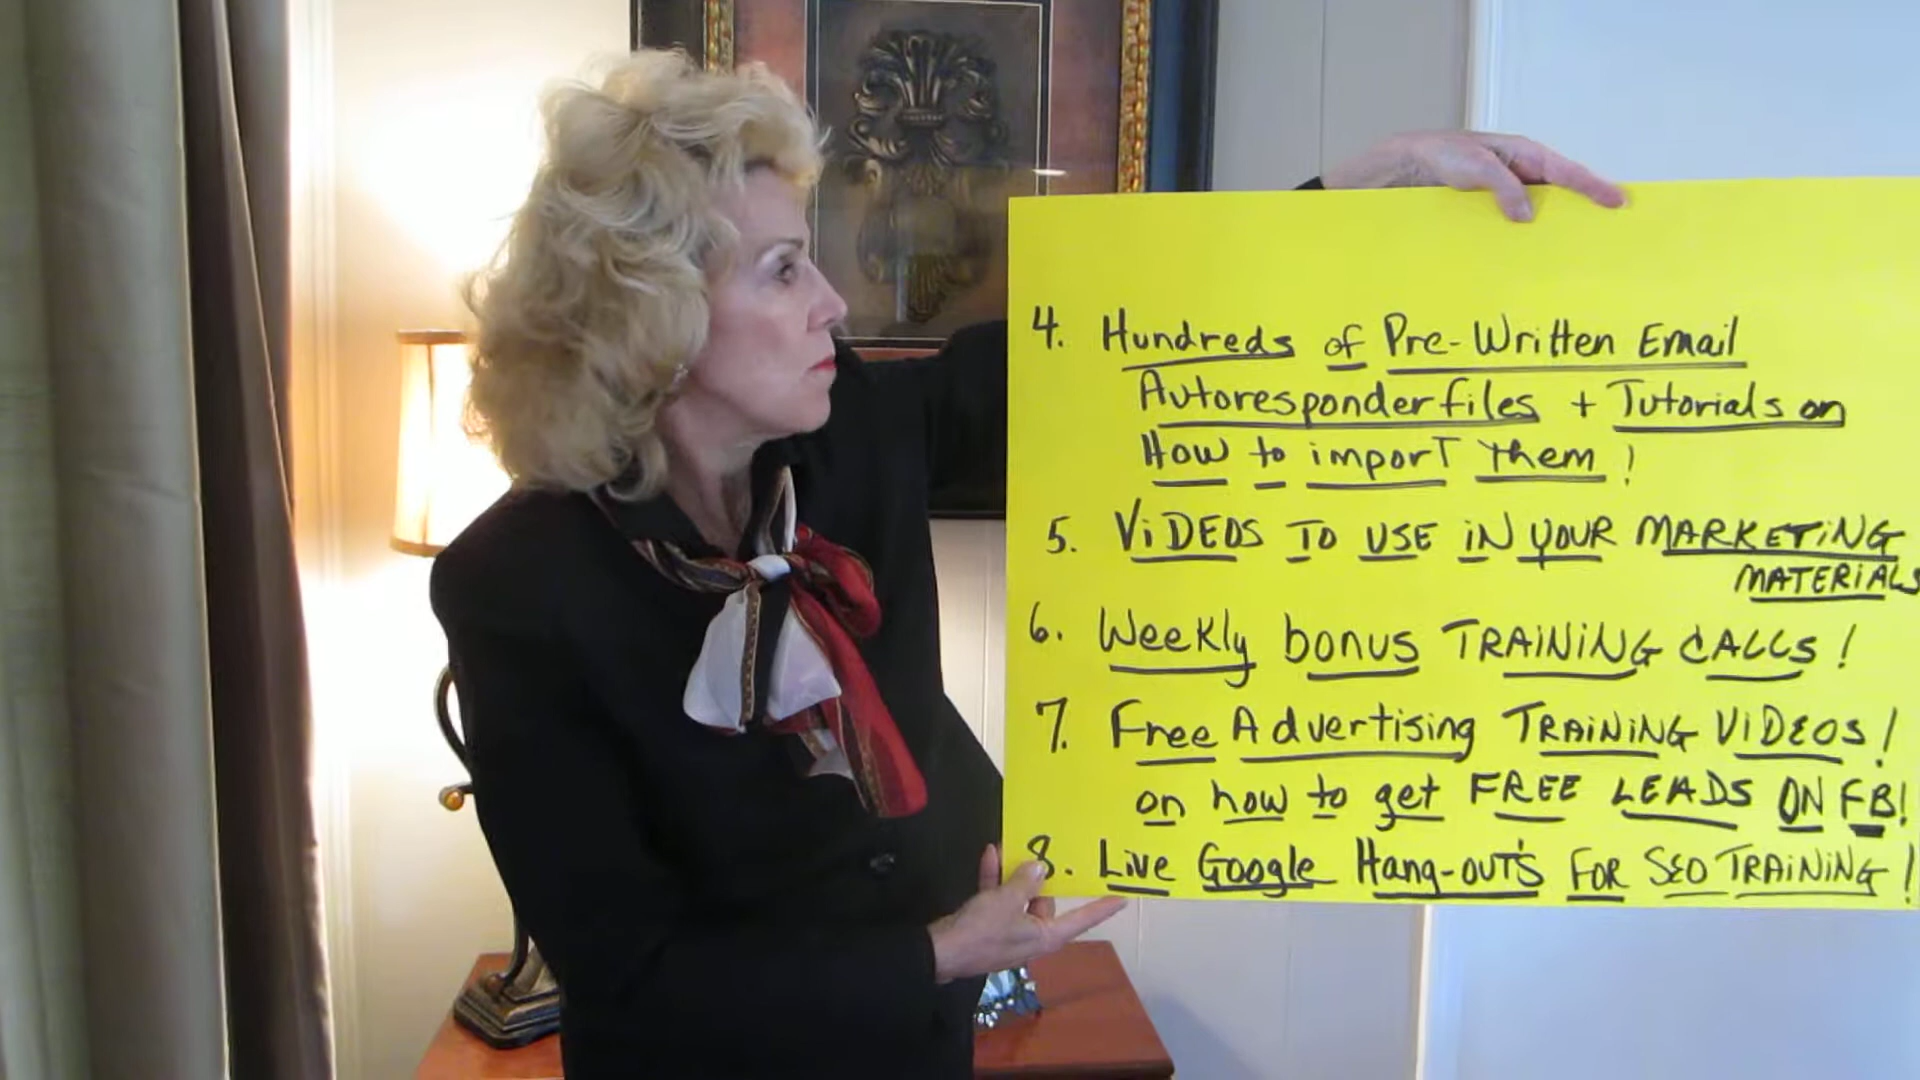 4. Hundreds of Pre-Written Email
Autoresponder files + Tutorials on
How to import them!
5. ViDEOS TO USE iN YOUR MARKETiNG
MATERiALS
6. Weekly bonus TRAiNiNG CALLS!
7. Free Advertising TRAiNiNG ViDEOS!
on how to get FREE LEADS ON FB!
8. Live Google Hang-OUT'S FOR SEO TRAiNiNG!